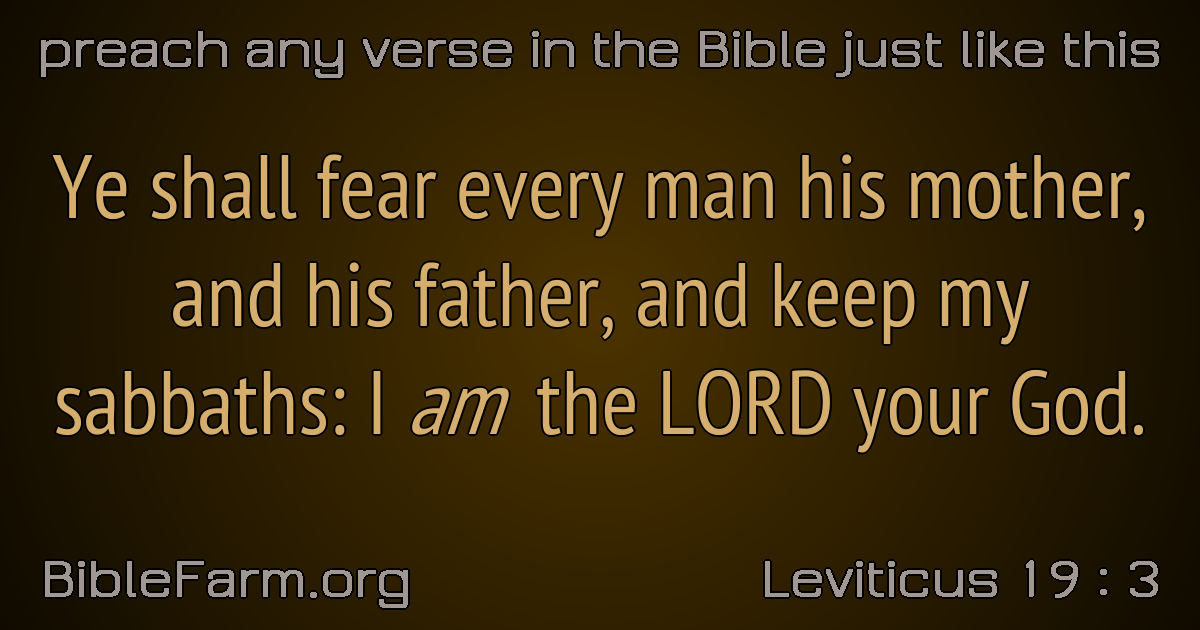 preach any verse in the Bible just like this
Ye shall fear every man his mother,
and his father, and keep my
sabbaths: I am the LORD your God.
BibleFarm.org
Leviticus 19 : 3